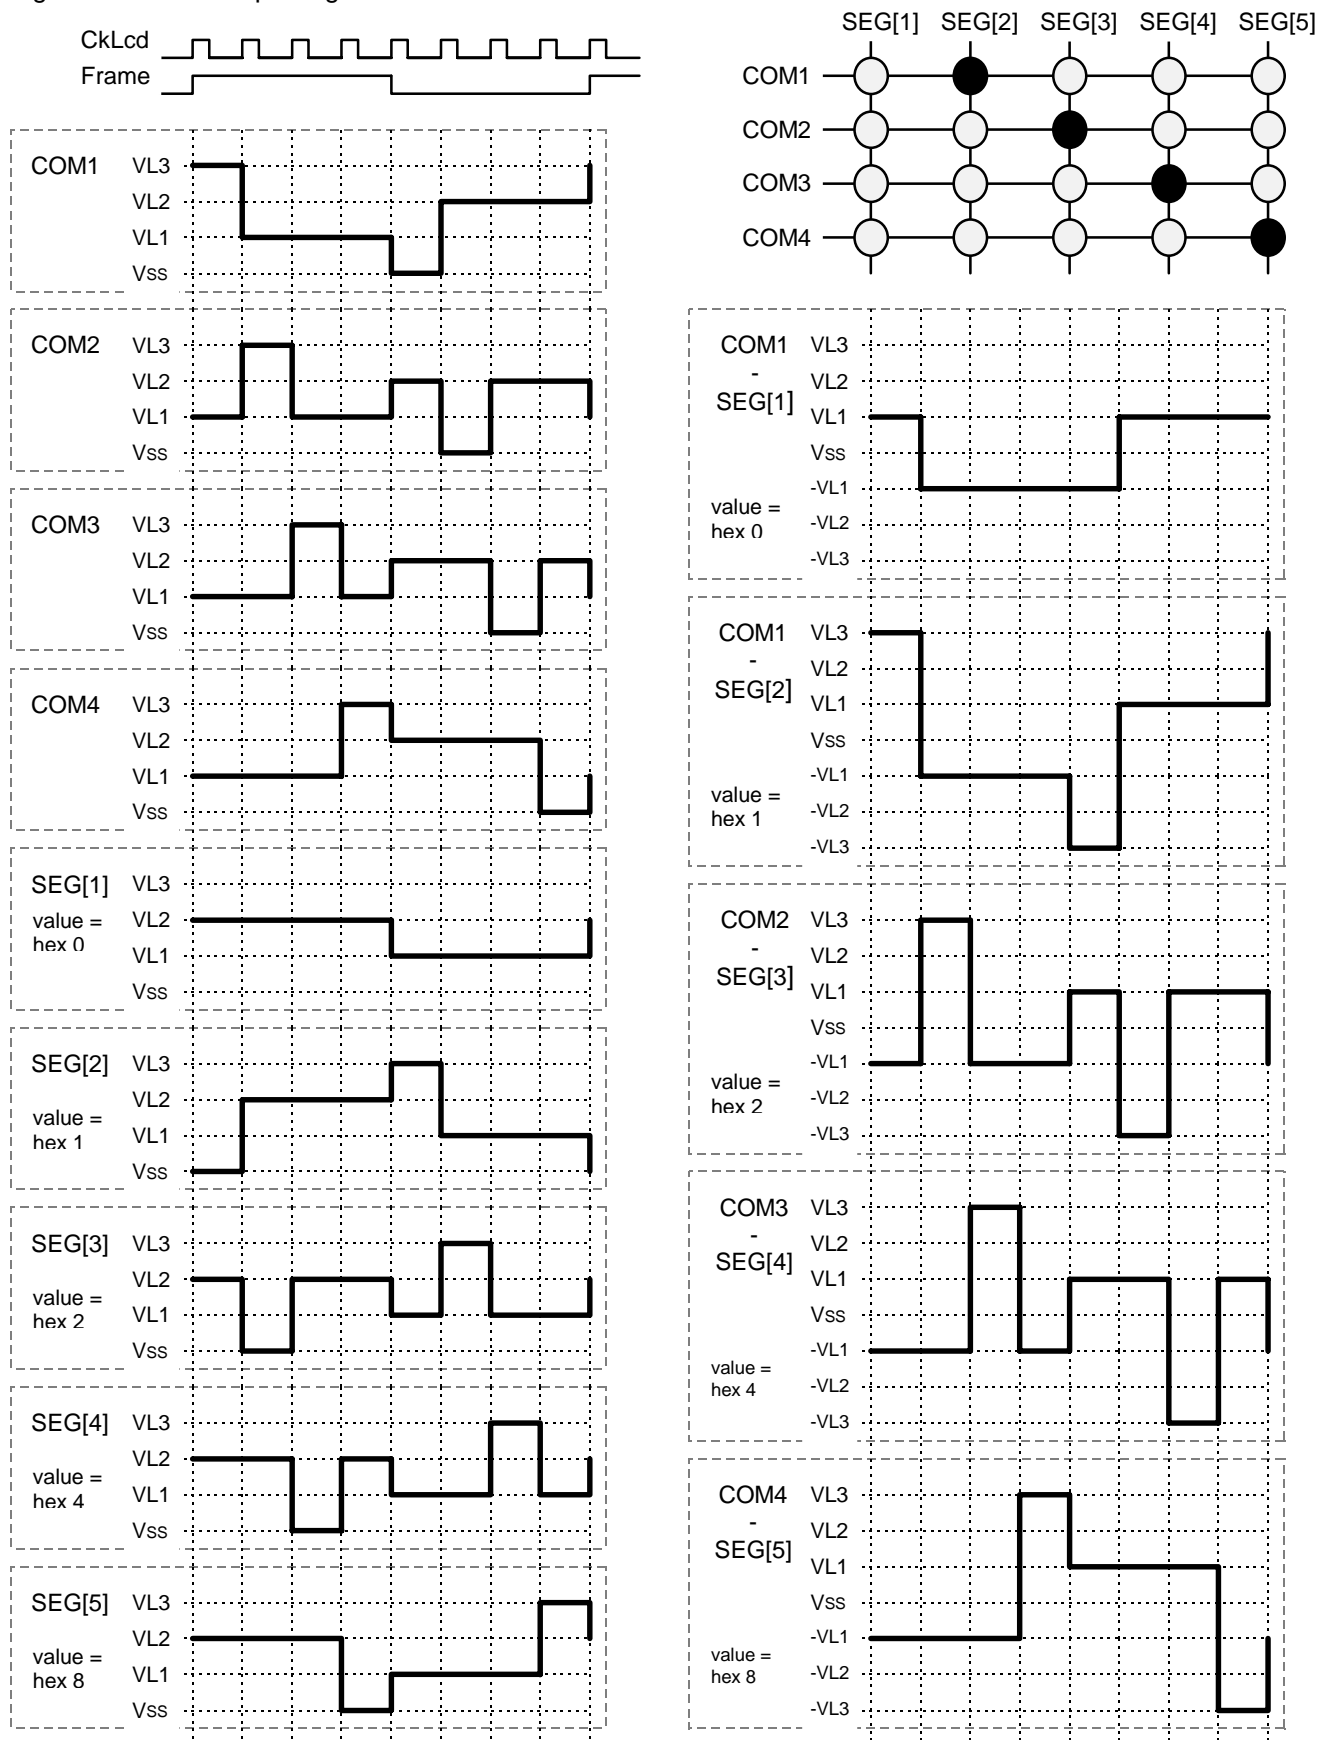 CkLcd
Frame
SEG[1] SEG[2] SEG[3] SEG[4] SEG[5]
COM1
COM2
COM3
COM4
COM1
VL3
VL2
VL1
Vss
COM2
VL3
VL2
VL1
Vss
COM3
VL3
VL2
VL1
Vss
COM4
VL3
VL2
VL1
Vss
SEG[1]
value =
hex 0
VL3
VL2
VL1
Vss
SEG[2]
value =
hex 1
VL3
VL2
VL1
Vss
SEG[3]
value =
hex 2
VL3
VL2
VL1
Vss
SEG[4]
value =
hex 4
VL3
VL2
VL1
Vss
SEG[5]
value =
hex 8
VL3
VL2
VL1
Vss
COM1
-
SEG[1]
value =
hex 0
VL3
VL2
VL1
Vss
-VL1
-VL2
-VL3
COM1
-
SEG[2]
value =
hex 1
VL3
VL2
VL1
Vss
-VL1
-VL2
-VL3
COM2
-
SEG[3]
value =
hex 2
VL3
VL2
VL1
Vss
-VL1
-VL2
-VL3
COM3
-
SEG[4]
value =
hex 4
VL3
VL2
VL1
Vss
-VL1
-VL2
-VL3
COM4
-
SEG[5]
value =
hex 8
VL3
VL2
VL1
Vss
-VL1
-VL2
-VL3